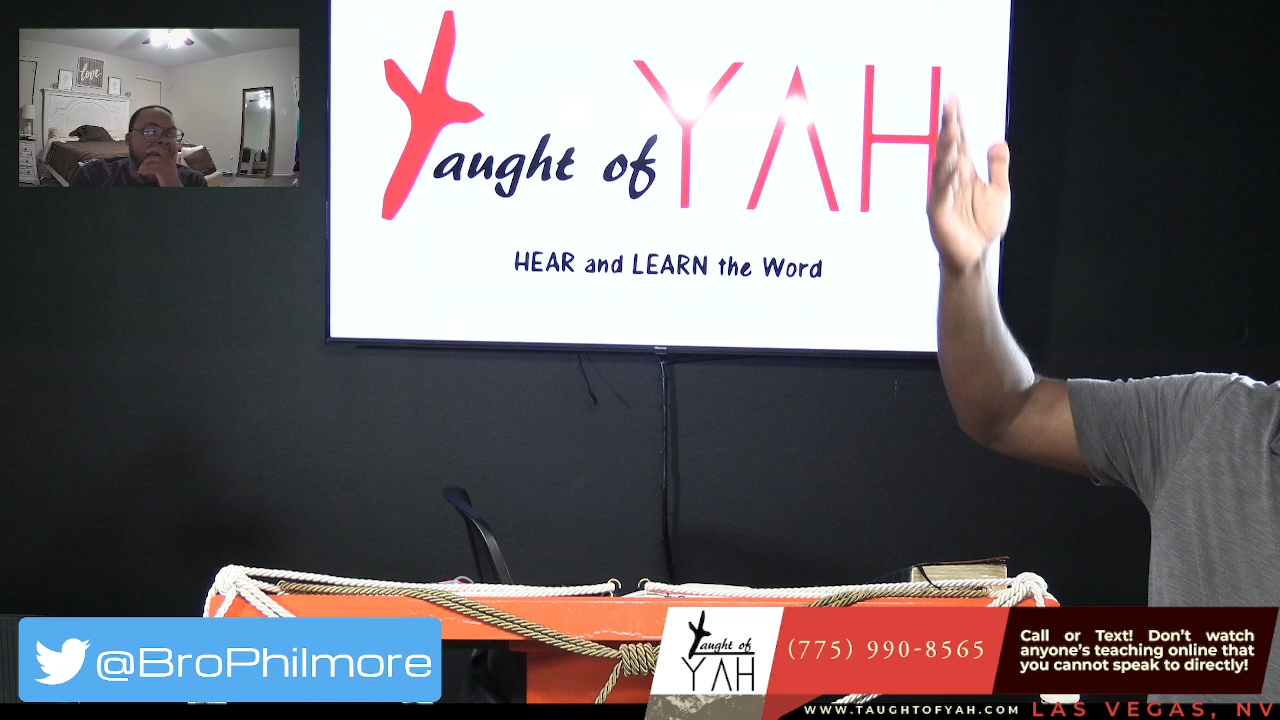 love
Taught of YAH
HEAR and LEARN the Word
@BroPhilmore
Taught of
YAH
(775) 990-8565
Call or Text! Don't watch
anyone's teaching online that
you cannot speak to directly!
WWW.TAUGHTOFYAH.COM LAS VEGAS, NV